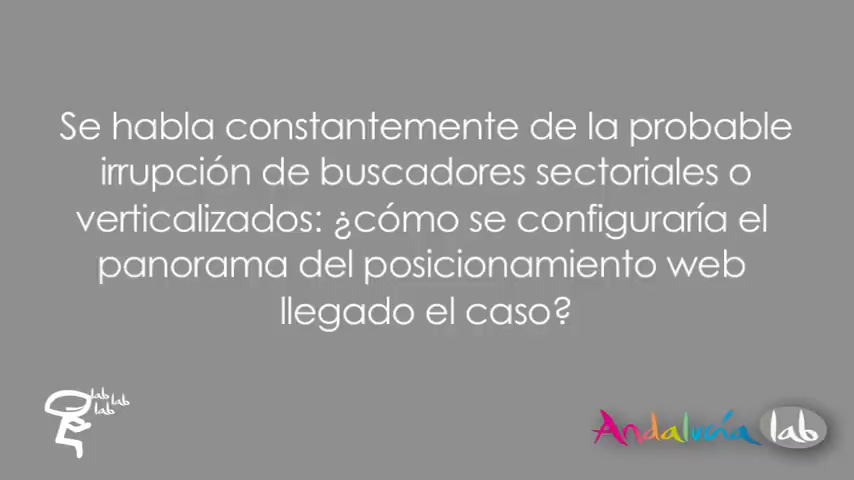 Se habla constantemente de la probable
irrupción de buscadores sectoriales o
verticalizados: ¿cómo se configuraría el
panorama del posicionamiento web
llegado el caso?
lab
lab
lab
Andalucía lab